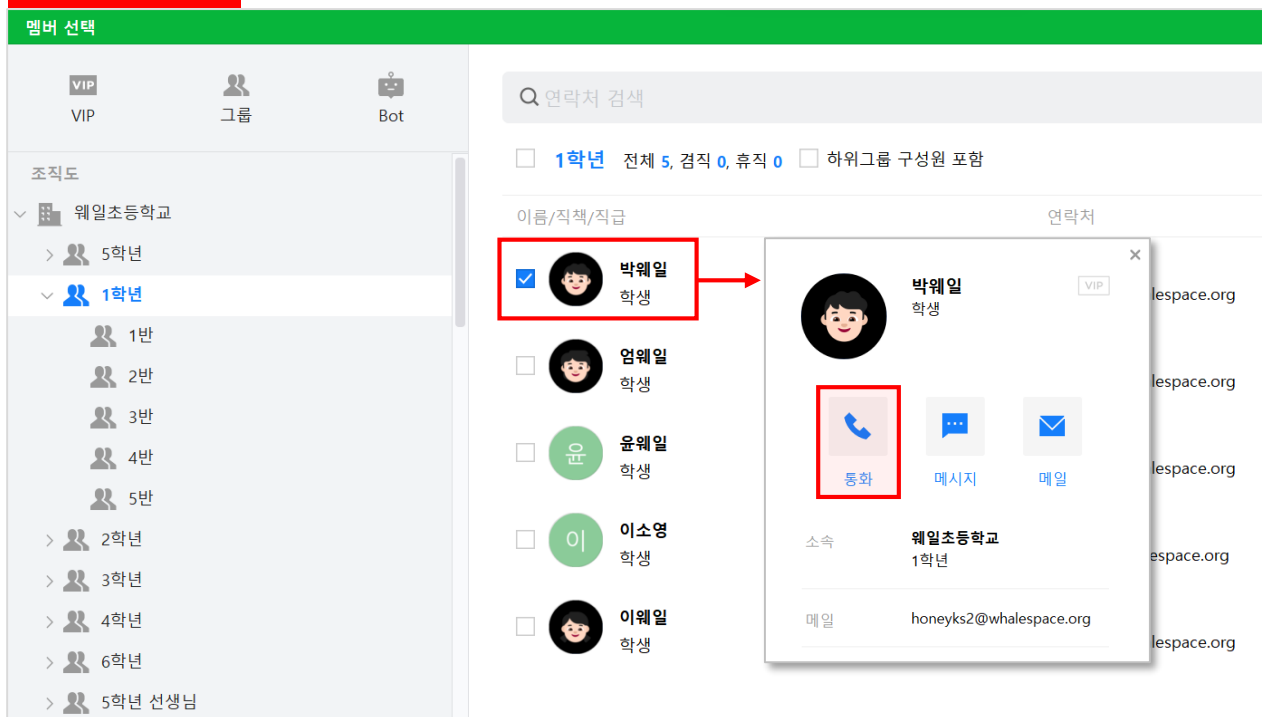 멤버 선택
VIP
VIP
그룹
Bot
조직도
웨일초등학교
5학년
1학년
1반
2반
3반
4반
5반
2학년
3학년
4학년
6학년
5학년 선생님
연락처 검색
1학년 전체 5, 겸직 0, 휴직 0 하위그룹 구성원 포함
이름/직책/직급 연락처
박웨일
학생
lespace.org
엄웨일
학생
lespace.org
윤
윤웨일
학생
lespace.org
이
이소영
학생
espace.org
이웨일
학생
lespace.org
박웨일
학생
VIP
통화 메시지 메일
소속 웨일초등학교
1학년
메일 honeyks2@whalespace.org